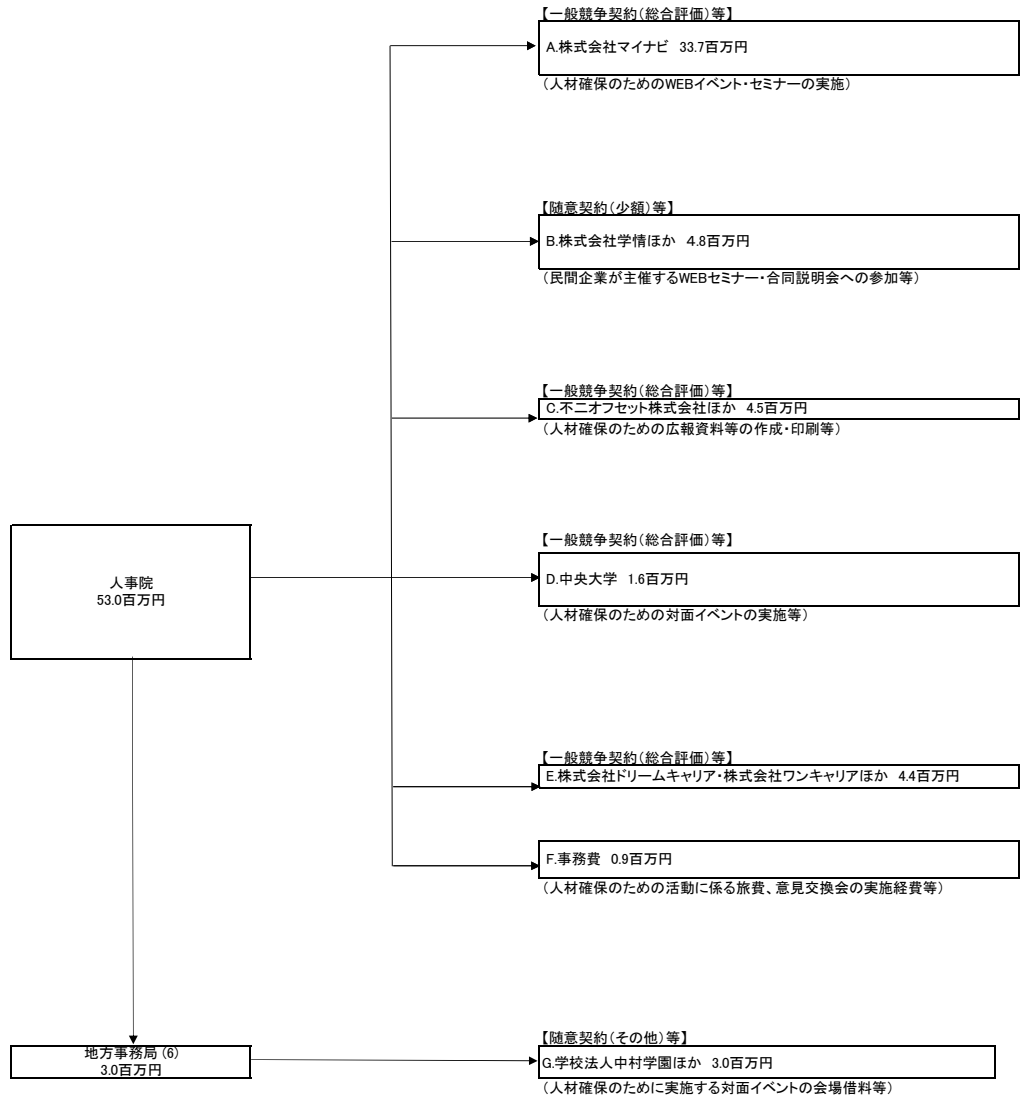 【一般競争契約(総合評価)等】
A.株式会社マイナビ 33.7百万円
(人材確保のためのWEBイベント・セミナーの実施)
【随意契約(少額)等】
B.株式会社学情ほか 4.8百万円
(民間企業が主催するWEBセミナー・合同説明会への参加等)
【一般競争契約(総合評価)等】
C.不二オフセット株式会社ほか 4.5百万円
(人材確保のための広報資料等の作成・印刷等)
人事院
53.0百万円
【一般競争契約(総合評価)等】
D.中央大学 1.6百万円
(人材確保のための対面イベントの実施等)
【一般競争契約(総合評価)等】
E.株式会社ドリームキャリア・株式会社ワンキャリアほか 4.4百万円
F.事務費 0.9百万円
(人材確保のための活動に係る旅費、意見交換会の実施経費等)
地方事務局(6)
3.0百万円
【随意契約(その他)等】
G.学校法人中村学園ほか 3.0百万円
(人材確保のために実施する対面イベントの会場借料等)